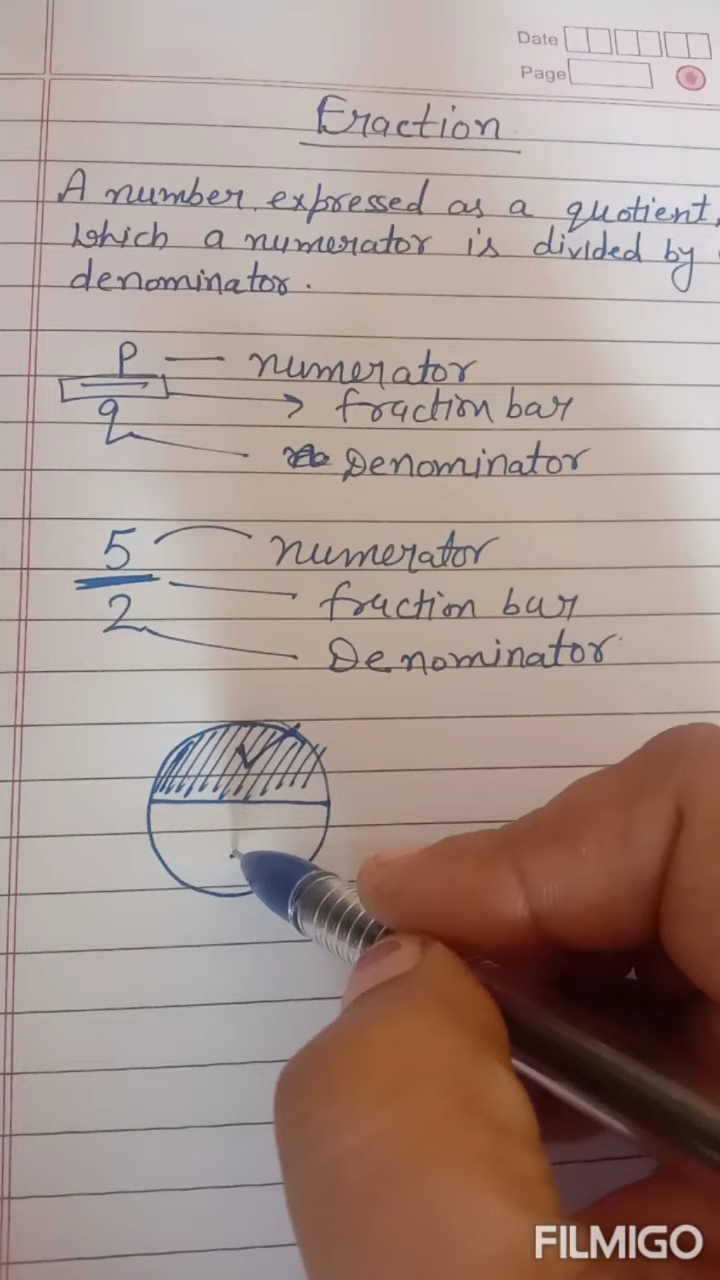 Date
Page
Fraction
A number expressed as a quotient,
which a numerator is divided by
denominator.
P — numerator
fraction bar
q
Denominator
5 numerator
fraction bar
2
Denominator
FILMIGO